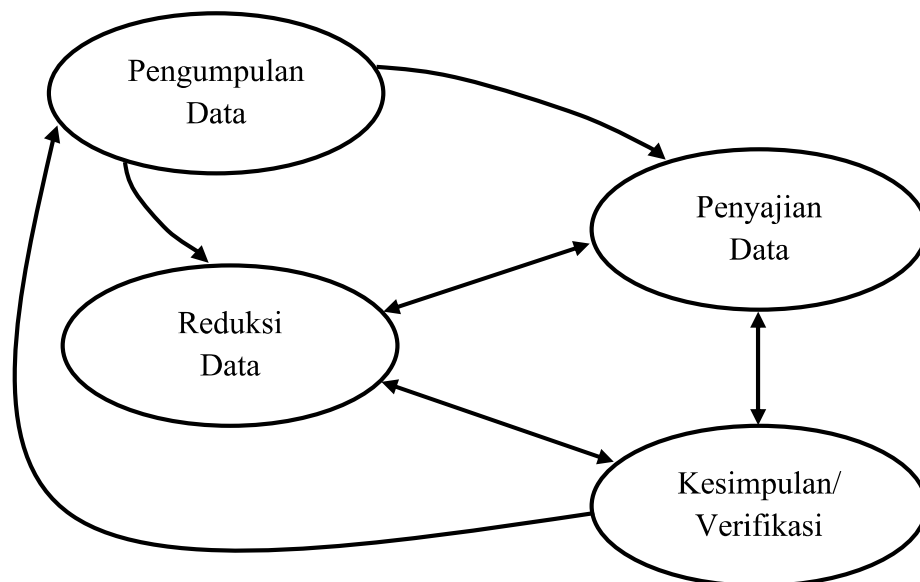 Pengumpulan
Data
Penyajian
Data
Reduksi
Data
Kesimpulan/
Verifikasi